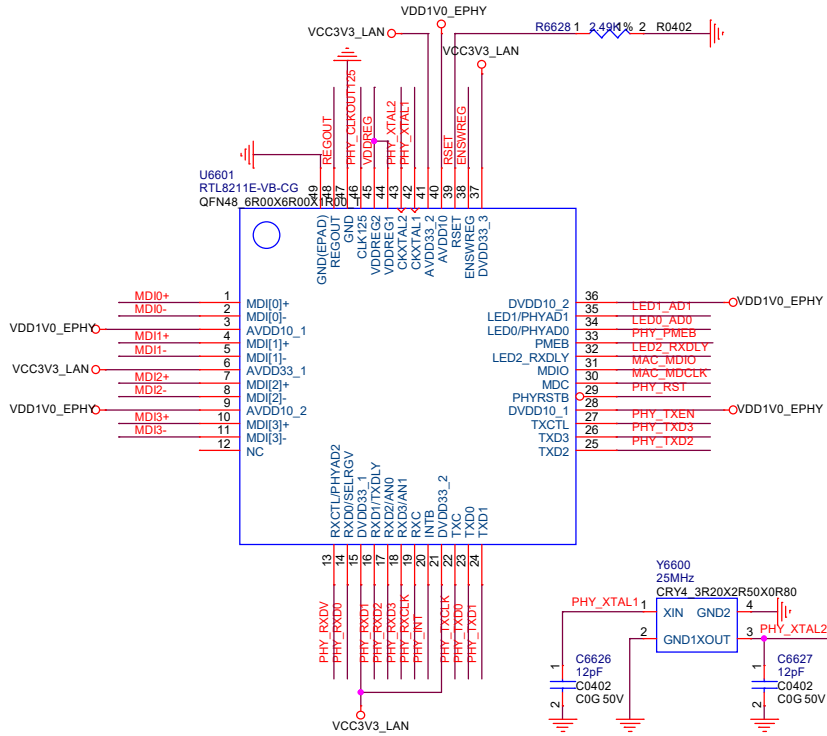 VDD1V0_EPHY
VCC3V3_LAN
R6628 1 2.49K1% 2 R0402
VCC3V3_LAN
REGOUT
PHY_CLKOUT125
VDDREG
PHY_XTAL2
PHY_XTAL1
RSET
ENSWREG
U6601
RTL8211E-VB-CG
QFN48_6R00X6R00X1R00_T
49 48 47 46 45 44 43 42 41 40 39 38 37
GND(EPAD)
REGOUT
GND
CLK125
VDDREG2
VDDREG1
CKXTAL2
CKXTAL1
AVDD33_2
AVDD10
RSET
ENSWREG
DVDD33_3
MDI0+ 1 MDI[0]+
MDI0- 2 MDI[0]-
VDD1V0_EPHY 3 AVDD10_1
MDI1+ 4 MDI[1]+
MDI1- 5 MDI[1]-
VCC3V3_LAN 6 AVDD33_1
MDI2+ 7 MDI[2]+
MDI2- 8 MDI[2]-
VDD1V0_EPHY 9 AVDD10_2
MDI3+ 10 MDI[3]+
MDI3- 11 MDI[3]-
12 NC
DVDD10_2 36 VDD1V0_EPHY
LED1/PHYAD1 35 LED1_AD1
LED0/PHYAD0 34 LED0_AD0
PMEB 33 PHY_PMEB
LED2_RXDLY 32 LED2_RXDLY
MDIO 31 MAC_MDIO
MDC 30 MAC_MDCLK
PHYRSTB 29 PHY_RST
DVDD10_1 28 VDD1V0_EPHY
TXCTL 27 PHY_TXEN
TXD3 26 PHY_TXD3
TXD2 25 PHY_TXD2
RXCTL/PHYAD2
RXD0/SELRGV
DVDD33_1
RXD1/TXDLY
RXD2/AN0
RXD3/AN1
RXC
INTB
DVDD33_2
TXC
TXD0
TXD1
13 14 15 16 17 18 19 20 21 22 23 24
PHY_RXDV
PHY_RXD0
PHY_RXD1
PHY_RXD2
PHY_RXD3
PHY_RXCLK
PHY_INT
PHY_TXCLK
PHY_TXD0
PHY_TXD1
VCC3V3_LAN
Y6600
25MHz
CRY4_3R20X2R50X0R80
PHY_XTAL1 1 XIN GND2 4
2 GND1 XOUT 3 PHY_XTAL2
1 C6626
12pF
C0402
2 C0G 50V
1 C6627
12pF
C0402
2 C0G 50V